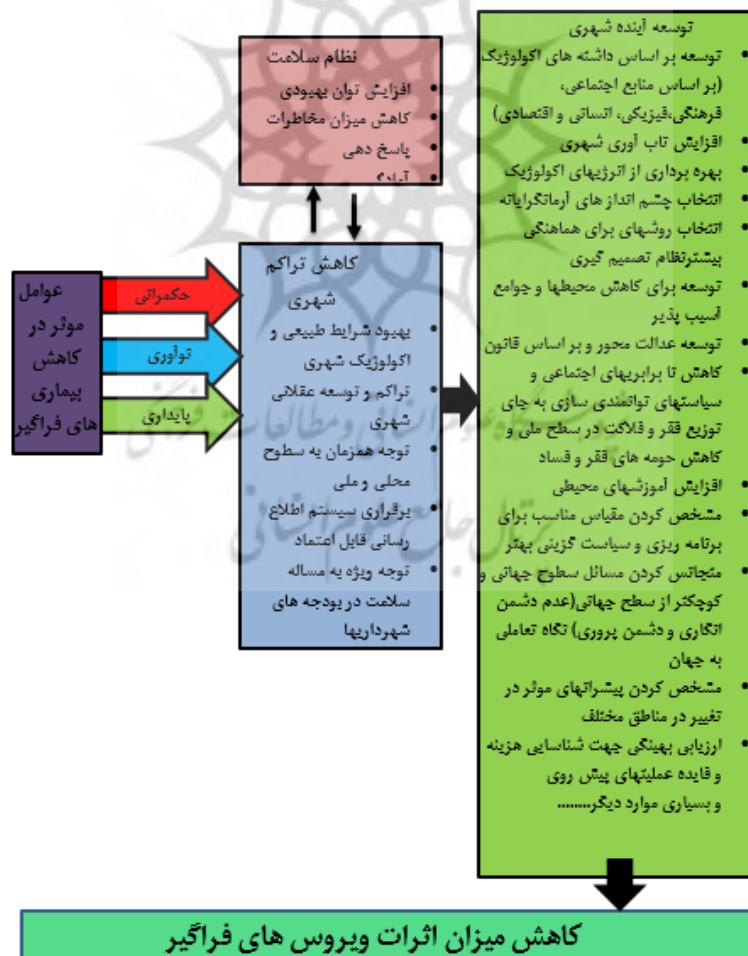 نظام سلامت
افزایش توان بهبودی
کاهش میزان مخاطرات
پاسخ دهی
توسعه آینده شهری
توسعه بر اساس داشته های اکولوژیک
(بر اساس منابع اجتماعی،
فرهنگی،فیزیکی، انسانی و اقتصادی)
افزایش تاب آوری شهری
بهره برداری از انرژیهای اکولوژیک
انتخاب چشم انداز های آرمانگرایانه
انتخاب روشهای برای هماهنگی
بیشترنظام تصمیم گیری
توسعه برای کاهش محیطها و جوامع
آسیب پذیر
توسعه عدالت محور و بر اساس قانون
کاهش نا برابریهای اجتماعی و
سیاستهای توانمندی سازی به جای
توزیع فقر و فلاکت در سطح ملی و
کاهش حومه های فقر و فساد
افزایش آموزشهای محیطی
مشخص کردن مقیاس مناسب برای
برنامه ریزی و سیاست گزینی بهتر
متجانس کردن مسائل سطوح جهانی و
کوچکتر از سطح جهانی(عدم دشمن
انگاری و دشمن پروری) نگاه تعاملی
به جهان
مشخص کردن پیشرانهای موثر در
تغییر در مناطق مختلف
ارزیابی بهینگی جهت شناسایی هزینه
و فایده عملیتهای پیش روی
و بسیاری موارد دیگر........
کاهش تراکم
شهری
بهبود شرایط طبیعی و
اکولوژیک شهری
تراکم و توسعه عقلانی
شهری
توجه همزمان به سطوح
محلی و ملی
برقراری سیستم اطلاع
رسانی قابل اعتماد
توجه ویژه به مساله
سلامت در بودجه های
شهرداریها
حکمرانی
نوآوری
پایداری
عوامل
موثر در
کاهش
بیماری
های فراگیر
کاهش میزان اثرات ویروس های فراگیر